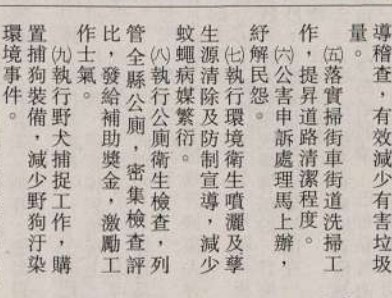 導稽查，有效減少有害垃圾
量。
㈤落實掃街車街道洗掃工
作，提昇道路清潔程度。
㈥公害申訴處理馬上辦，
紓解民怨。
㈦執行環境衛生噴灑及孳
生源清除及防制宣導，減少
蚊蠅病媒繁衍。
㈧執行公廁衛生檢查，列
管全縣公廁，密集檢查評
比，發給補助獎金，激勵工
作士氣。
㈨執行野犬捕捉工作，購
置捕狗裝備，減少野狗汙染
環境事件。